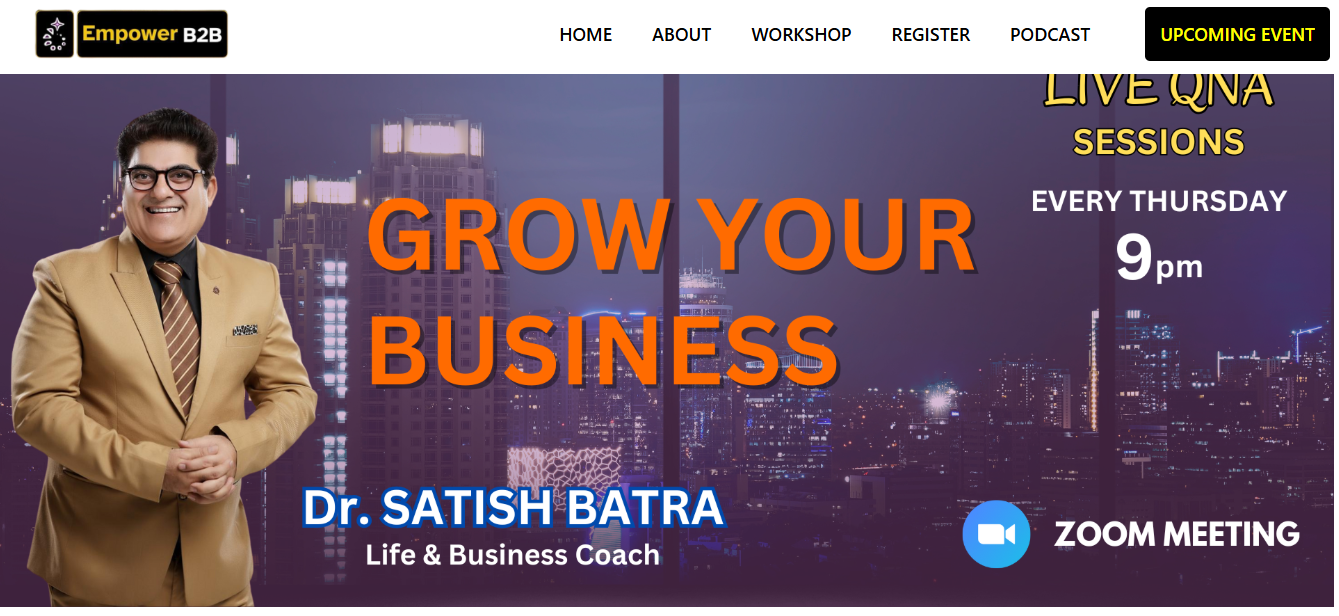 Empower B2B
HOME
ABOUT
WORKSHOP
REGISTER
PODCAST
UPCOMING EVENT
LIVE QNA
SESSIONS
EVERY THURSDAY
9pm
GROW YOUR
BUSINESS
Dr. SATISH BATRA
Life & Business Coach
ZOOM MEETING